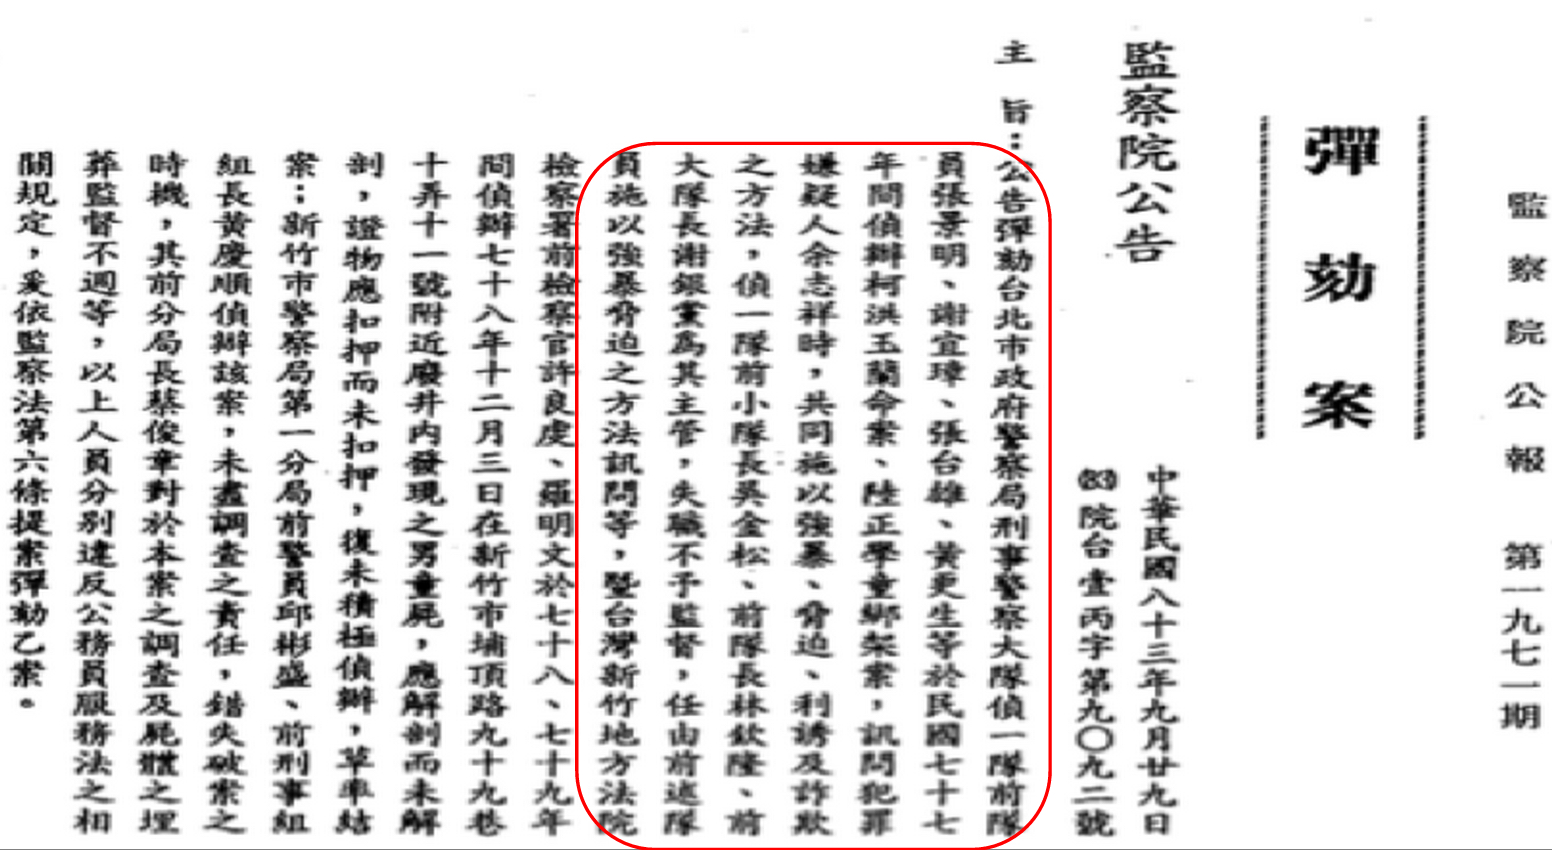 監察院公報　第一九七一期
彈劾案
監察院公告
中華民國八十三年九月廿九日
(83)院台壹丙字第九〇九二號
主　旨：公告彈劾台北市政府警察局刑事警察大隊偵一隊前隊
員張景明、謝宜璋、張台雄、黃更生等於民國七十七
年間偵辦柯洪玉蘭命案、陸正學童綁架案，訊問犯罪
嫌疑人余志祥時，共同施以強暴、脅迫、利誘及詐欺
之方法，偵一隊前小隊長吳金松、前隊長林欽隆、前
大隊長謝銀黨為其主管，失職不予監督，任由前述隊
員施以強暴脅迫之方法訊問等，暨台灣新竹地方法院
檢察署前檢察官許良虔、羅明文於七十八、七十九年
間偵辦七十八年十二月三日在新竹市埔頂路九十九巷
十弄十一號附近廢井內發現之男童屍，應解剖而未解
剖，證物應扣押而未扣押，復未積極偵辦，草率結
案；新竹市警察局第一分局前警員邱彬盛、前刑事組
組長黃慶順偵辦該案，未盡調查之責任，錯失破案之
時機，其前分局長蔡俊章對於本案之調查及屍體之埋
葬監督不週等，以上人員分別違反公務員服務法之相
關規定，爰依監察法第六條提案彈劾乙案。